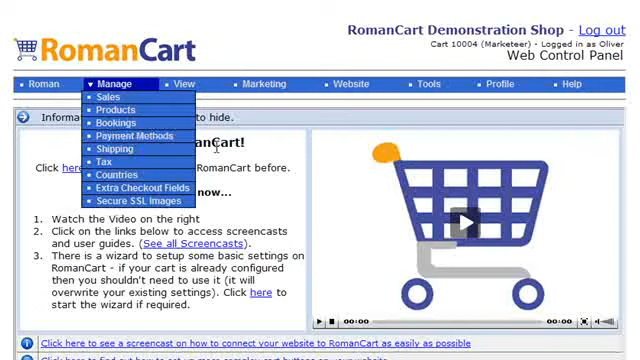 RomanCart Demonstration Shop - Log out
Cart 10004 (Marketeer) - Logged in as Oliver
Web Control Panel
RomanCart
Roman
Manage
View
Marketing
Website
Tools
Profile
Help
Sales
Products
Bookings
Payment Methods
Shipping
Tax
Countries
Extra Checkout Fields
Secure SSL Images
to hide.
anCart!
Click here
RomanCart before.
now...
1. Watch the Video on the right
2. Click on the links below to access screencasts
and user guides. (See all Screencasts).
3. There is a wizard to setup some basic settings on
RomanCart - if your cart is already configured
then you shouldn't need to use it (it will
overwrite your existing settings). Click here to
start the wizard if required.
00:00
00:00
Click here to see a screencast on how to connect your website to RomanCart as easily as possible